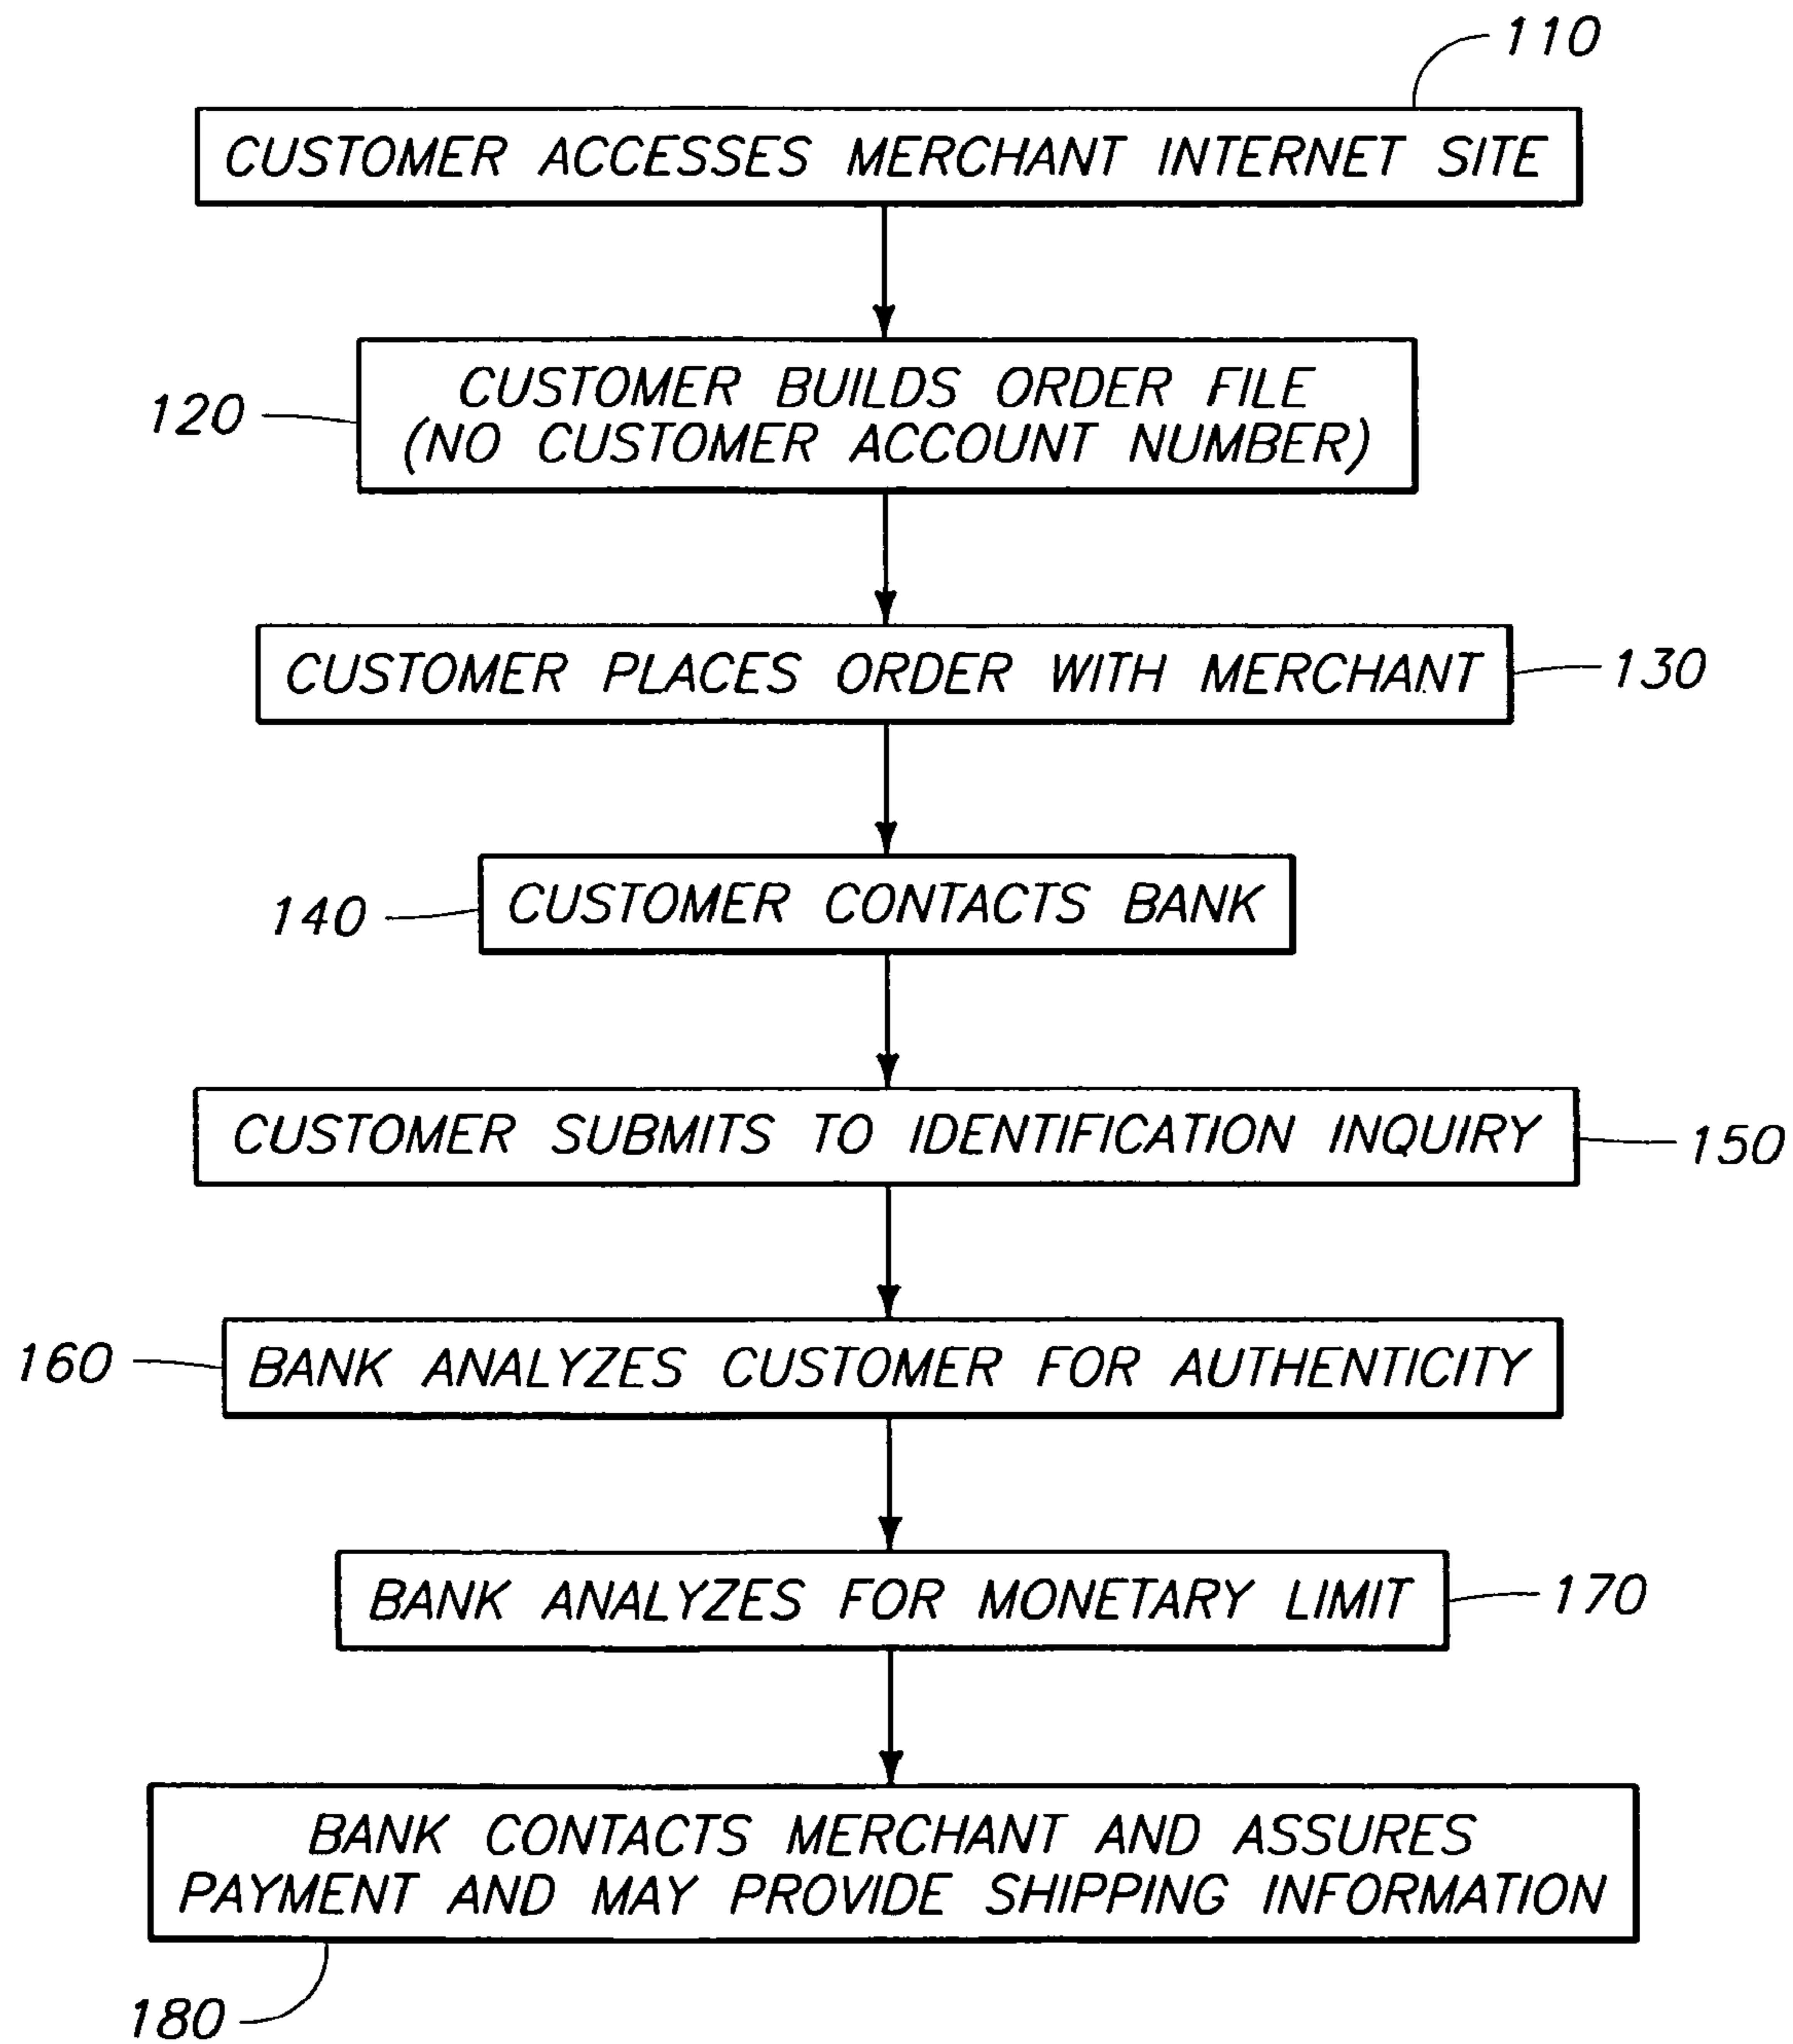 110
CUSTOMER ACCESSES MERCHANT INTERNET SITE
120
CUSTOMER BUILDS ORDER FILE
(NO CUSTOMER ACCOUNT NUMBER)
CUSTOMER PLACES ORDER WITH MERCHANT
130
140
CUSTOMER CONTACTS BANK
CUSTOMER SUBMITS TO IDENTIFICATION INQUIRY
150
160
BANK ANALYZES CUSTOMER FOR AUTHENTICITY
BANK ANALYZES FOR MONETARY LIMIT
170
BANK CONTACTS MERCHANT AND ASSURES
PAYMENT AND MAY PROVIDE SHIPPING INFORMATION
180